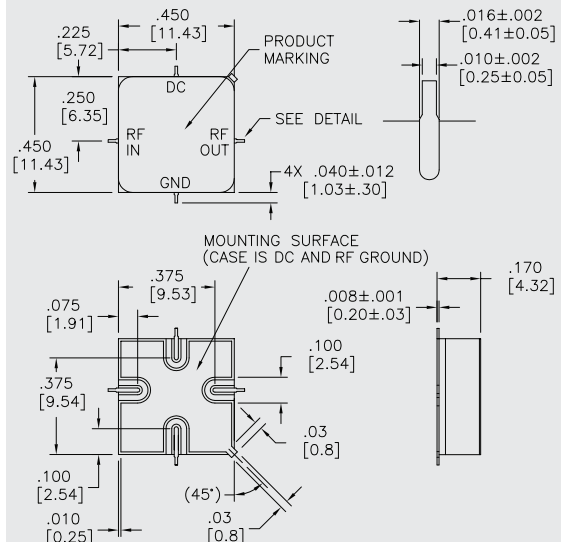 .450
[11.43]
.225
[5.72]
PRODUCT
MARKING
.016±.002
[0.41±0.05]
.010±.002
[0.25±0.05]
DC
.250
[6.35]
SEE DETAIL
RF
IN
RF
OUT
.450
[11.43]
GND
4X .040±.012
[1.03±.30]
MOUNTING SURFACE
(CASE IS DC AND RF GROUND)
.375
[9.53]
.170
[4.32]
.075
[1.91]
.008±.001
[0.20±.03]
.100
[2.54]
.375
[9.54]
.03
[0.8]
.100
[2.54]
(45°)
.010
[0.25]
.03
[0.8]